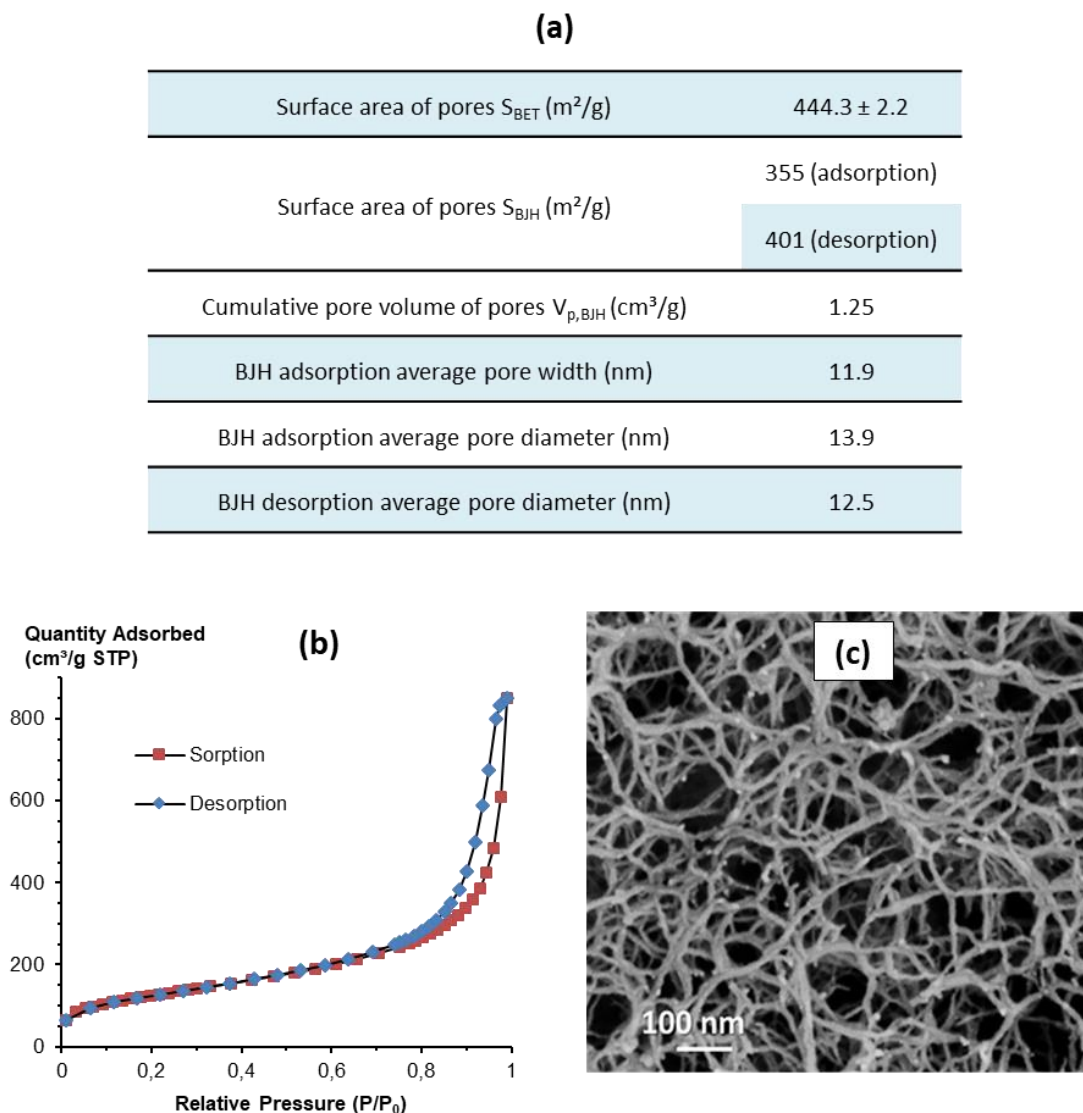 (a)
Surface area of pores S_BET (m²/g) 444.3 ± 2.2
355 (adsorption)
Surface area of pores S_BJH (m²/g)
401 (desorption)
Cumulative pore volume of pores V_p,BJH (cm³/g) 1.25
BJH adsorption average pore width (nm) 11.9
BJH adsorption average pore diameter (nm) 13.9
BJH desorption average pore diameter (nm) 12.5
Quantity Adsorbed
(cm³/g STP)
(b)
800
600
400
200
0
Sorption
Desorption
0 0,2 0,4 0,6 0,8 1
Relative Pressure (P/P₀)
(c)
100 nm